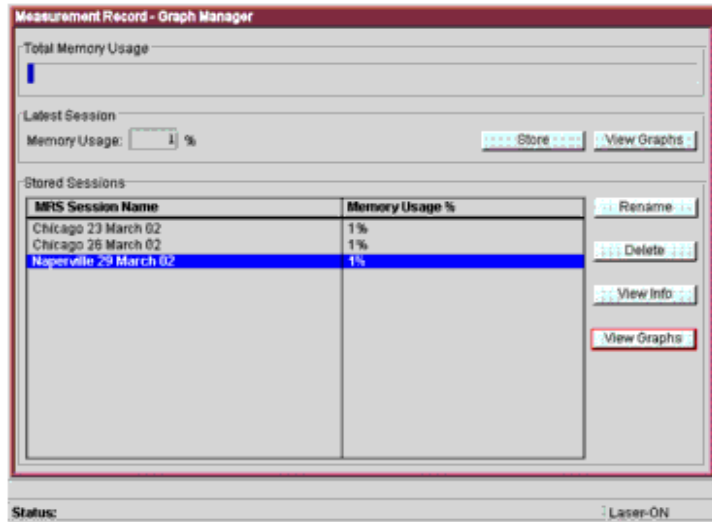 Measurement Record - Graph Manager
Total Memory Usage
Latest Session
Memory Usage: 1 % Store View Graphs
Stored Sessions
MRS Session Name Memory Usage % Rename
Chicago 23 March 02 1%
Chicago 26 March 02 1%
Delete
Naperville 29 March 02 1%
View Info
View Graphs
Status: Laser-ON